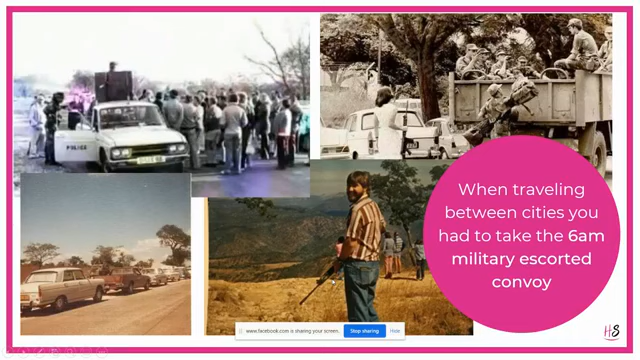 When traveling
between cities you
had to take the 6am
military escorted
convoy
HS
www.facebook.com is sharing your screen. Stop sharing Hide